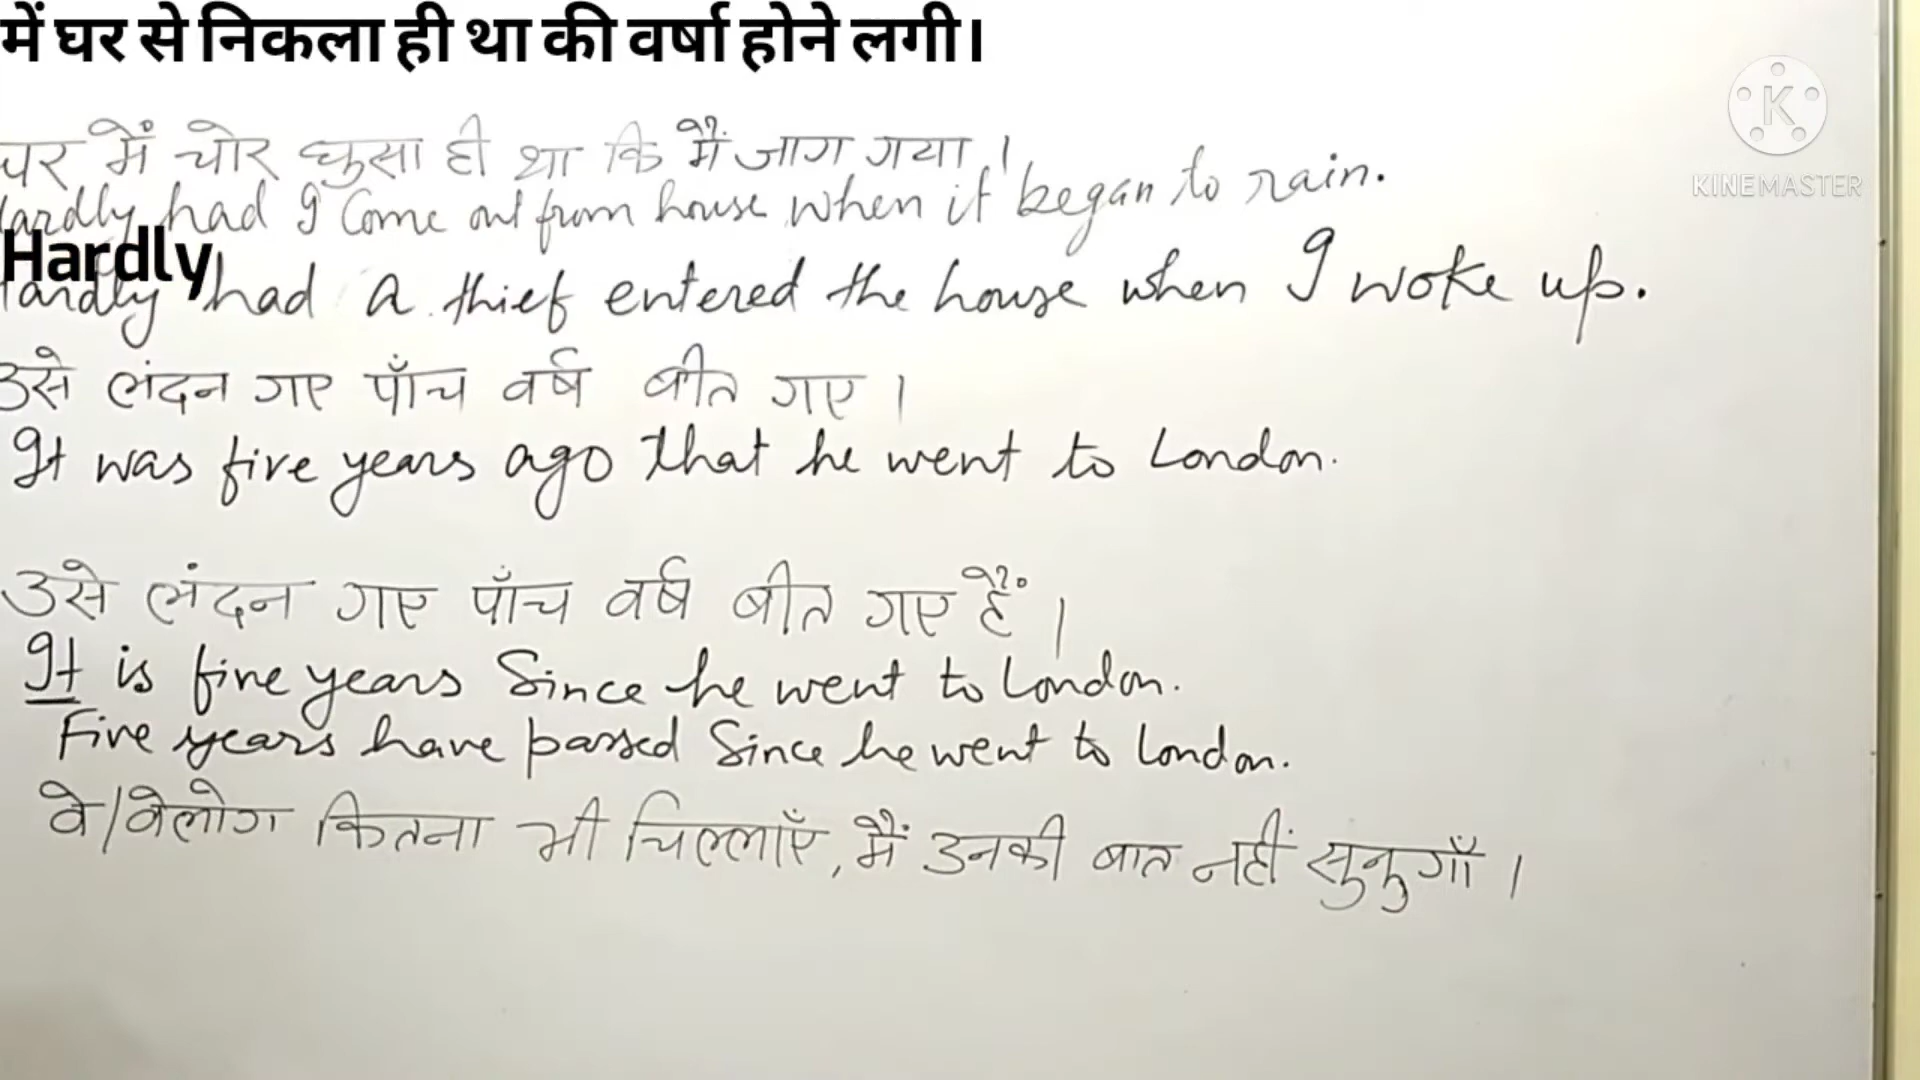 में घर से निकला ही था की वर्षा होने लगी।
KINEMASTER
घर में चोर घुसा ही था कि मैं जाग गया।
Hardly had I Come out from house when it began to rain.
Hardly
Hardly had a thief entered the house when I woke up.
उसे लंदन गए पाँच वर्ष बीत गए।
It was five years ago that he went to London.
उसे लंदन गए पाँच वर्ष बीत गए हैं।
It is five years Since he went to London.
Five years have passed Since he went to London.
वे/वेलोग कितना भी चिल्लाएँ, मैं उनकी बात नहीं सुनुगाँ।